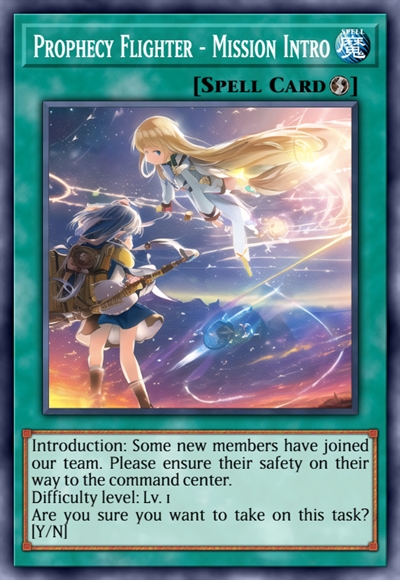 Prophecy Flighter - Mission Intro
SPELL
魔
[Spell Card]
Introduction: Some new members have joined
our team. Please ensure their safety on their
way to the command center.
Difficulty level: Lv. 1
Are you sure you want to take on this task?
[Y/N]